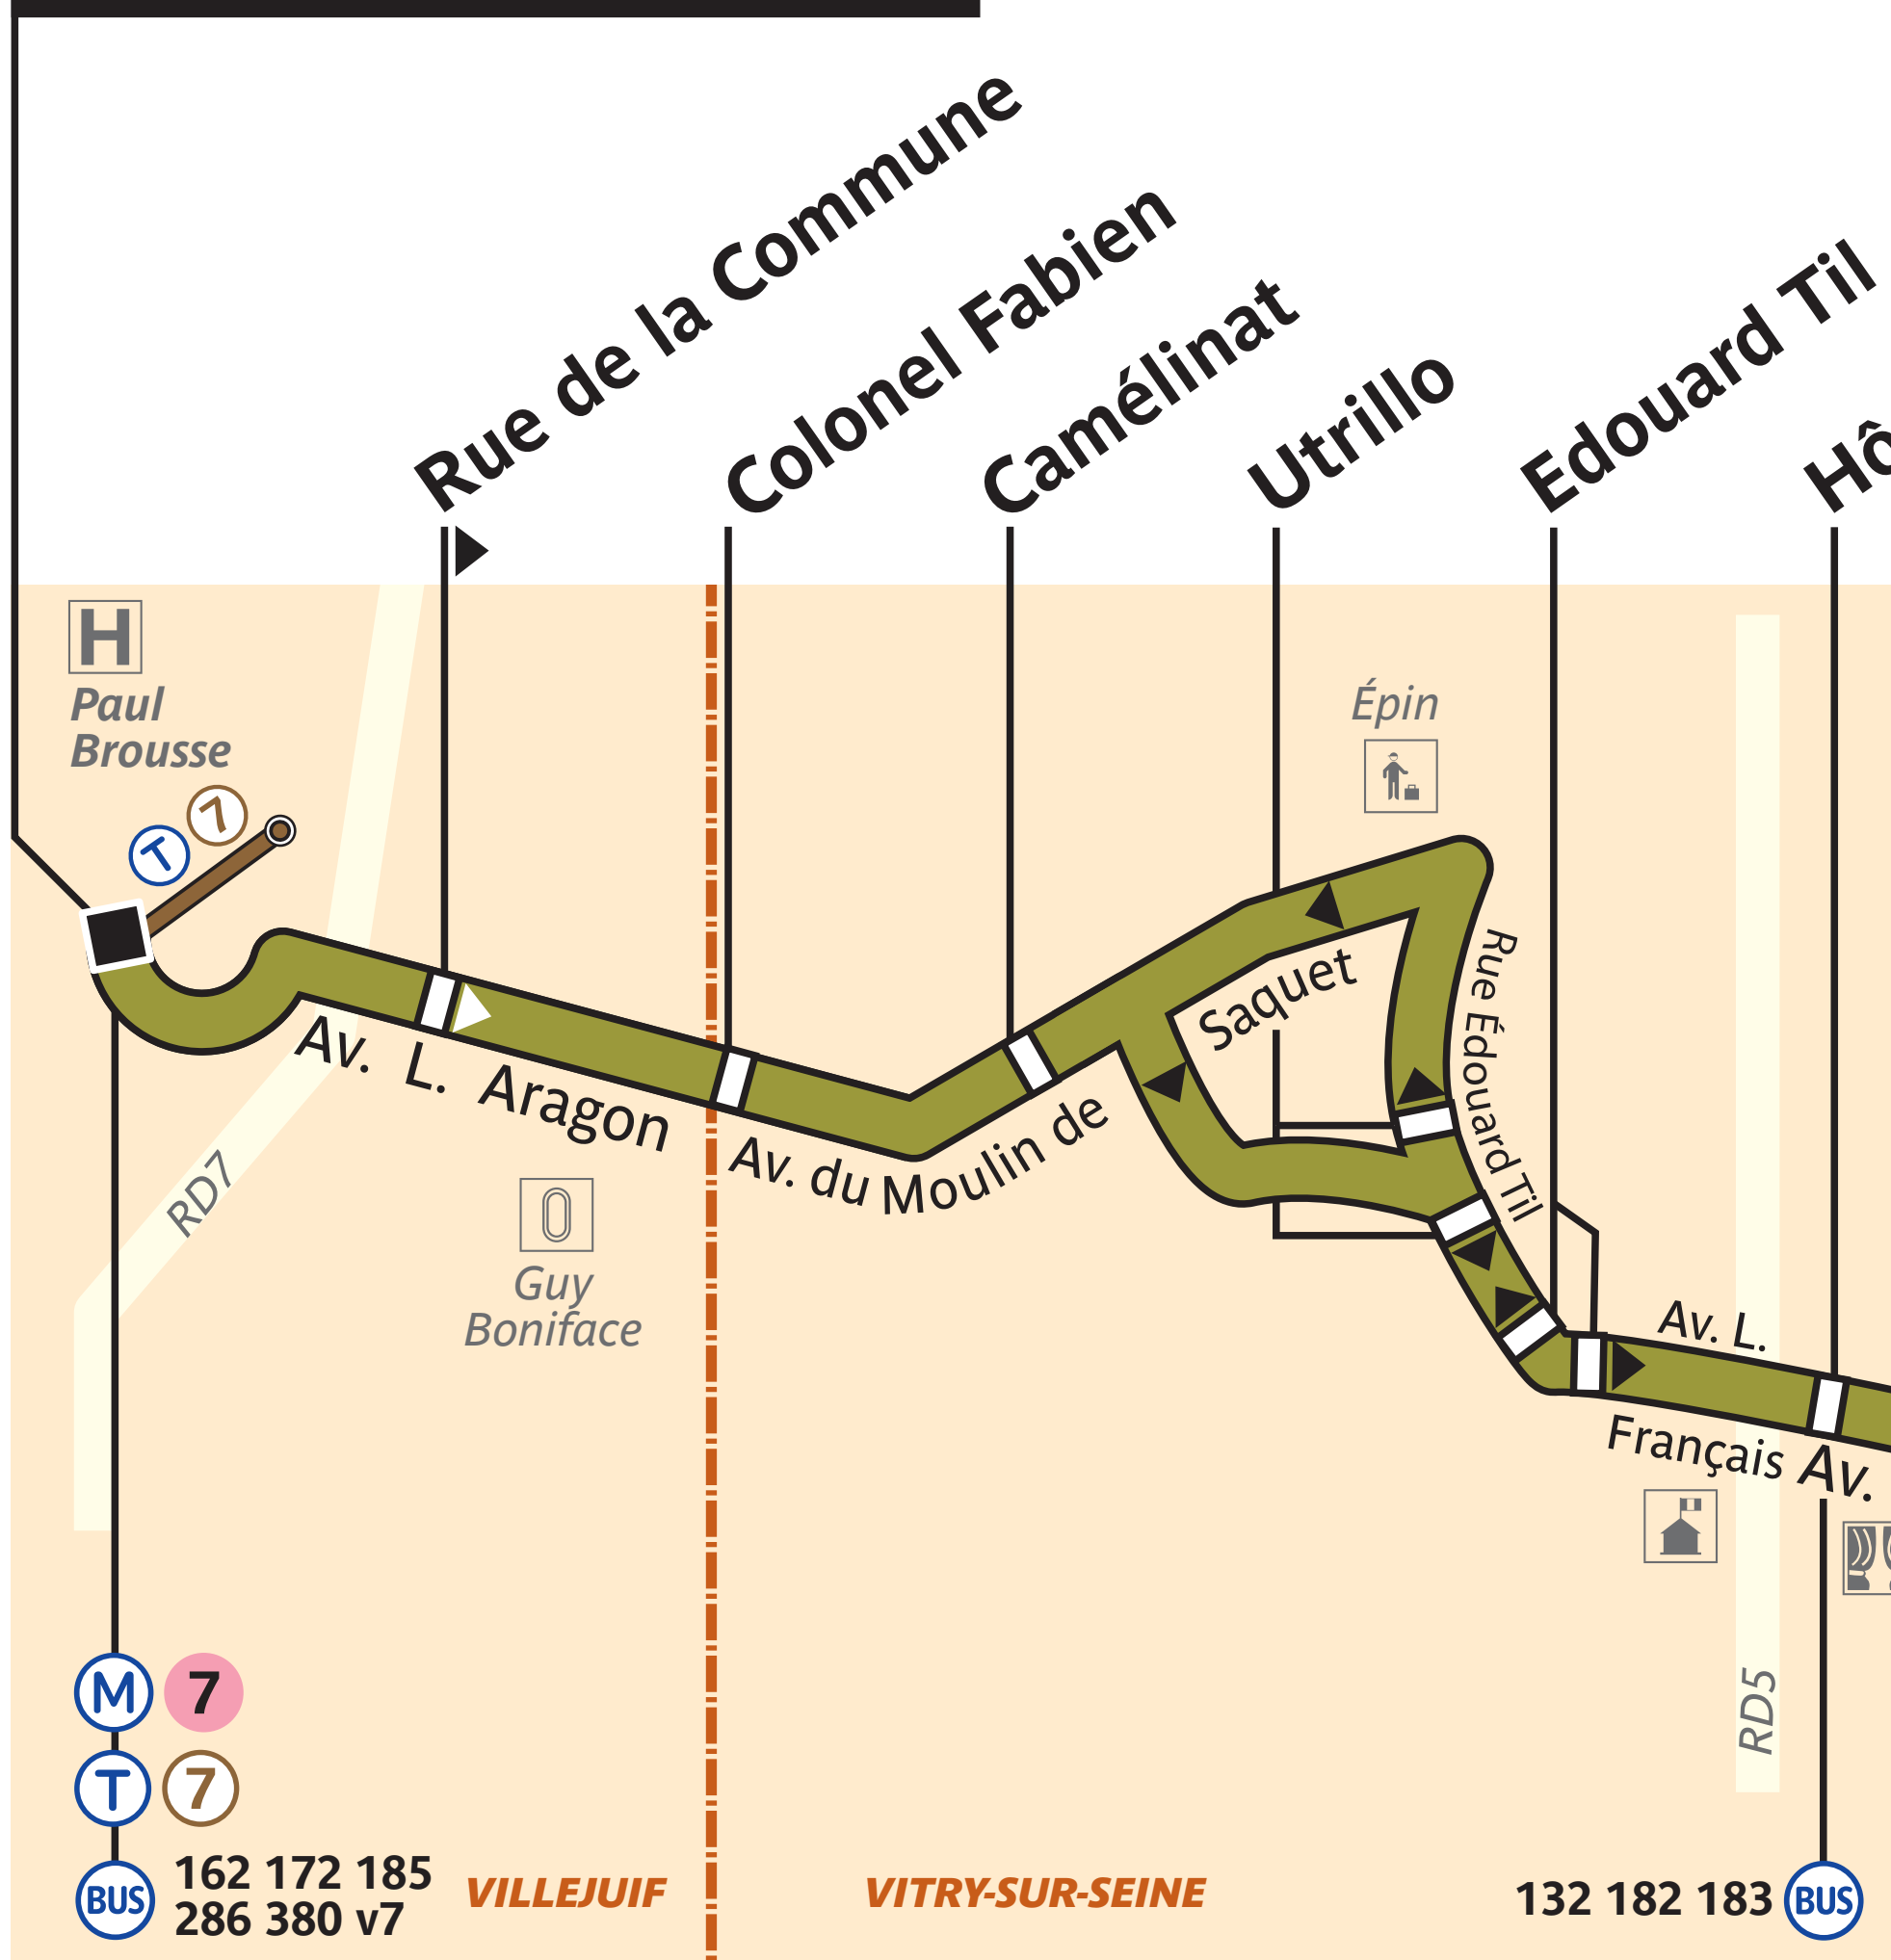 Rue de la Commune
Colonel Fabien
Camélinat
Utrillo
Edouard Til
Hô
H
Paul
Brousse
T 7
Épin
Saquet
Rue Édouard Til
Av. L. Aragon
Av. du Moulin de
RD7
Guy
Boniface
Av. L.
Français
Av.
RD5
M 7
T 7
BUS
162 172 185
286 380 v7
VILLEJUIF
VITRY-SUR-SEINE
132 182 183
BUS